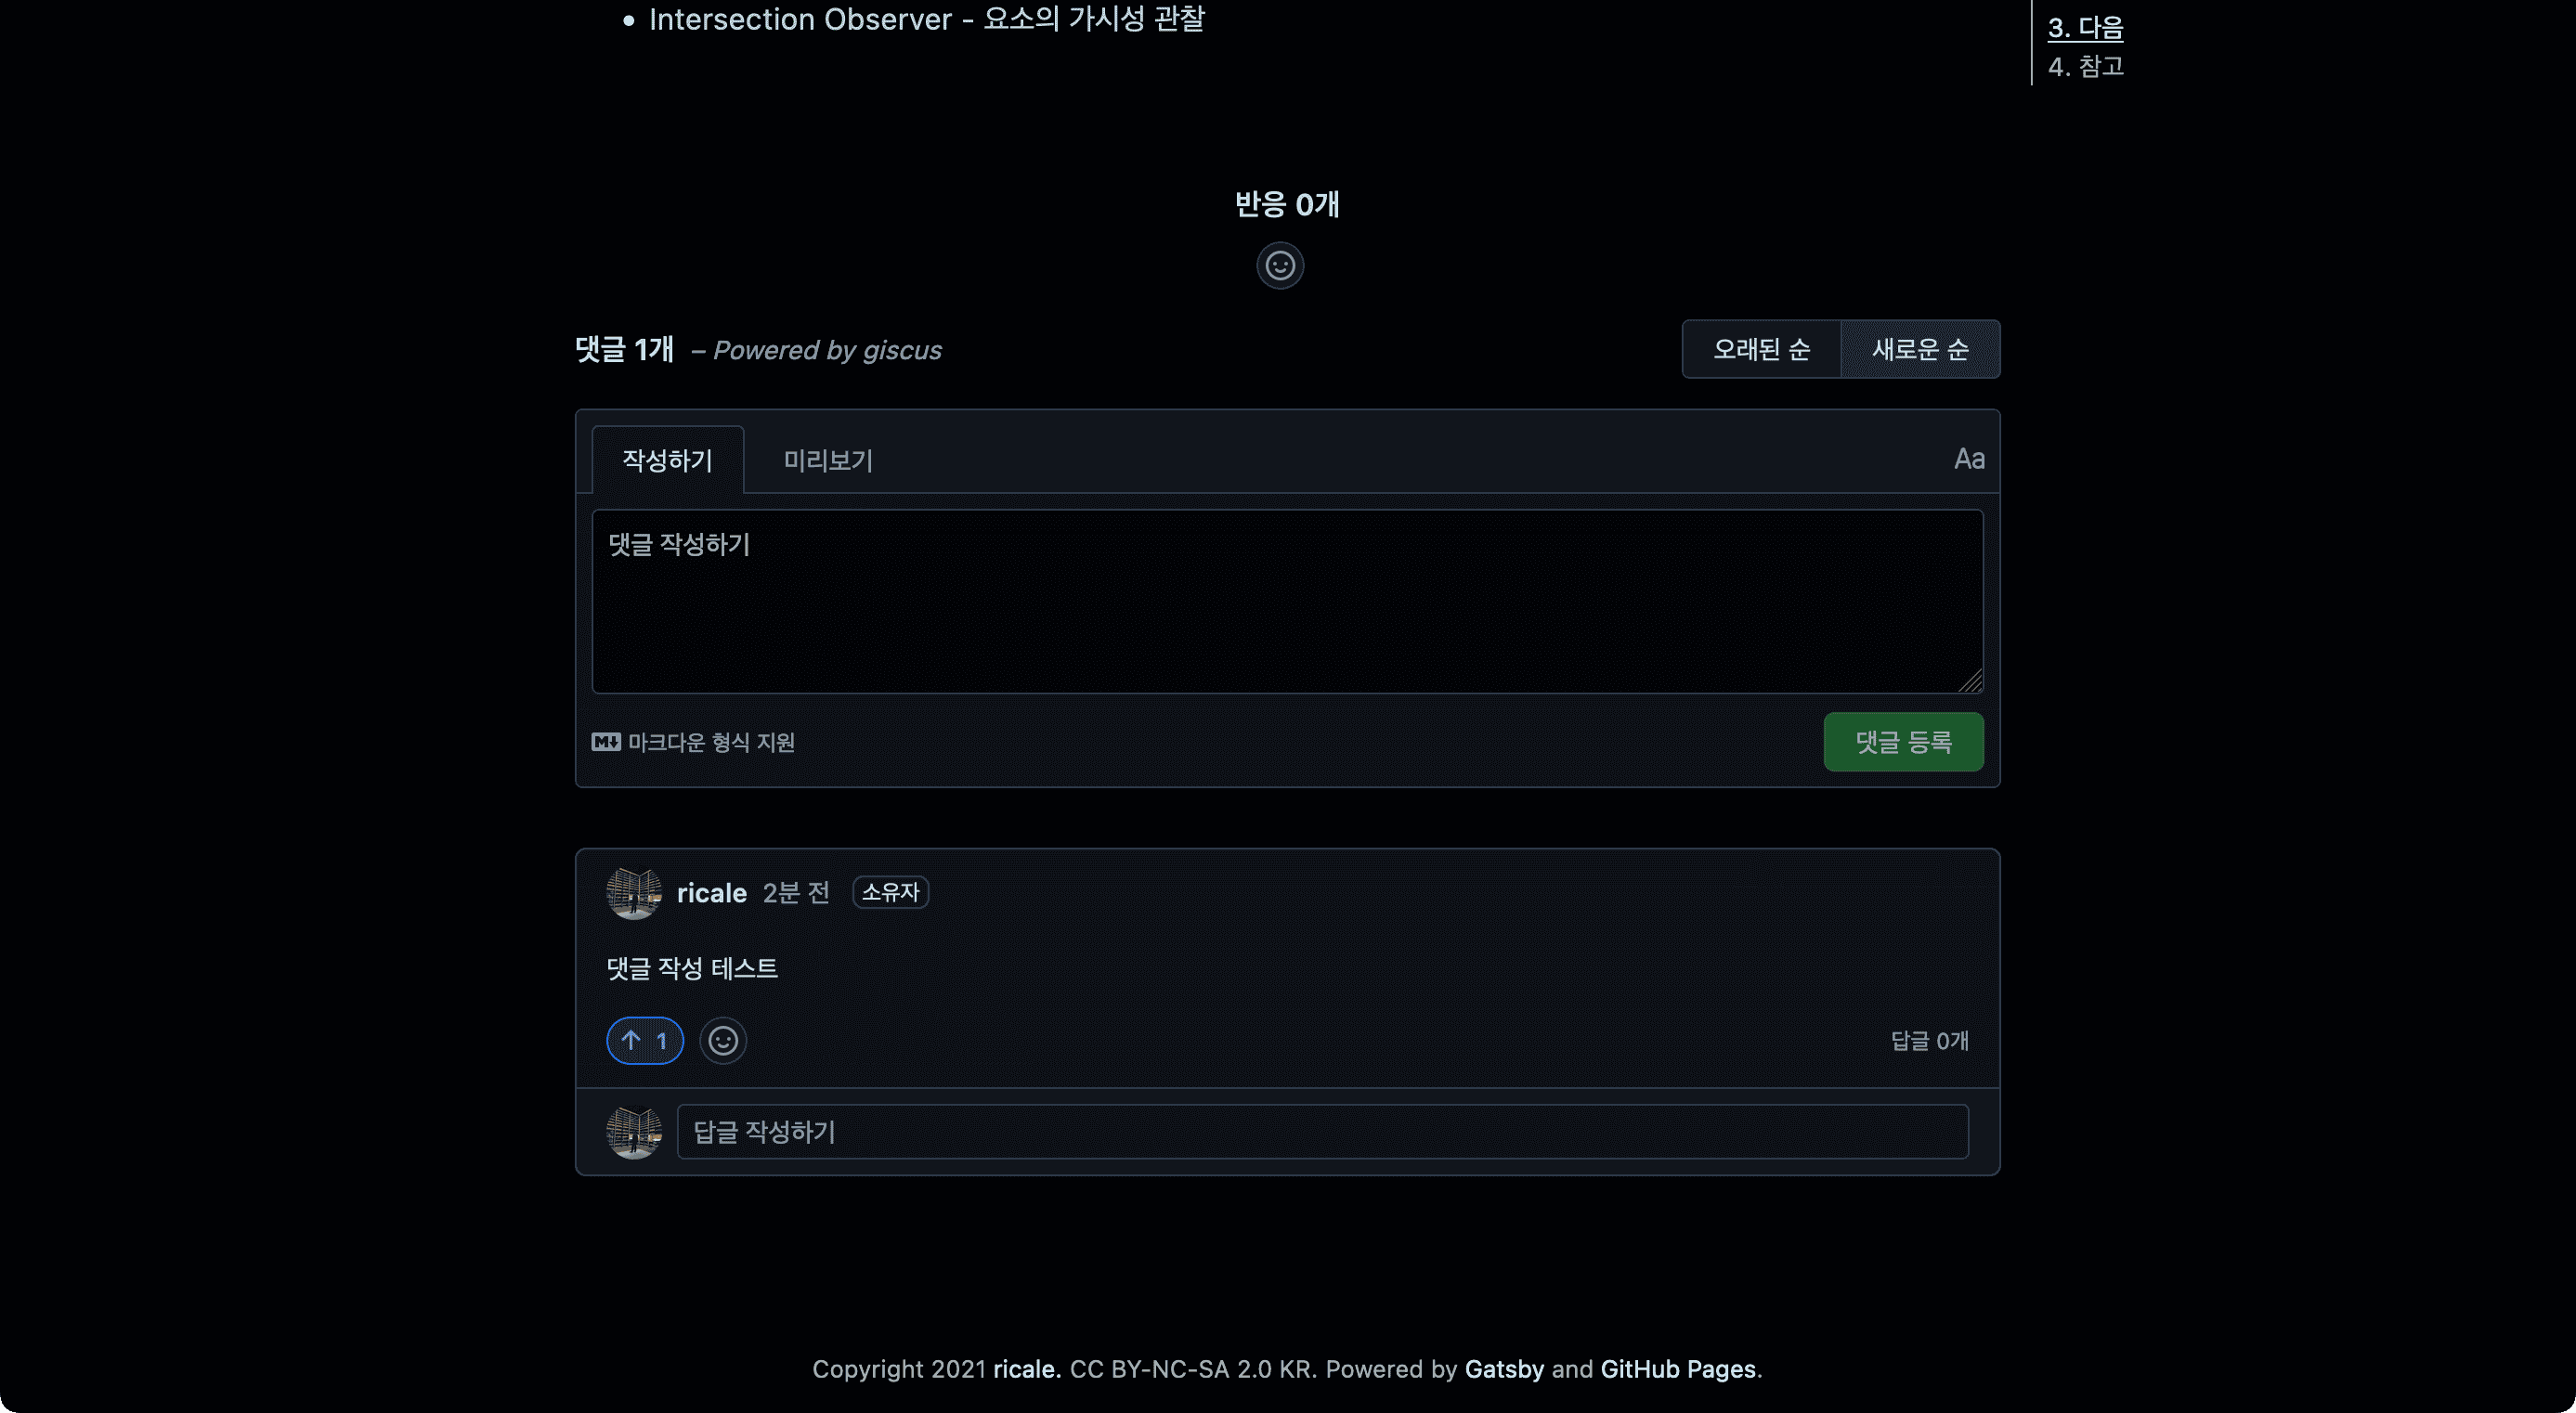 Intersection Observer - 요소의 가시성 관찰
3. 다음
4. 참고
반응 0개
댓글 1개 – Powered by giscus
오래된 순 새로운 순
작성하기 미리보기 Aa
댓글 작성하기
M↓ 마크다운 형식 지원 댓글 등록
ricale 2분 전 소유자
댓글 작성 테스트
↑ 1 답글 0개
답글 작성하기
Copyright 2021 ricale. CC BY-NC-SA 2.0 KR. Powered by Gatsby and GitHub Pages.